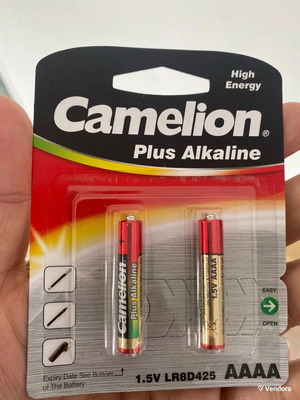 High
Energy
Camelion®
Plus Alkaline
Camelion
Plus Alkaline
1.5V AAAA
EASY
OPEN
Expiry Date See Bottom
of The Battery
1.5V LR8D425
AAAA
Vendora